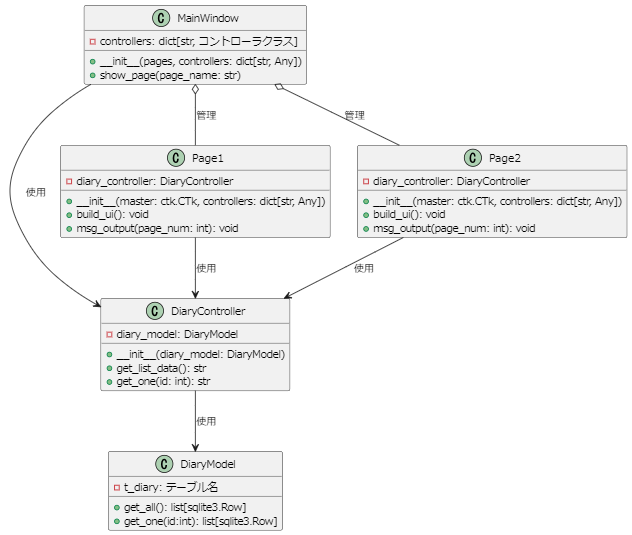 C MainWindow
controllers: dict[str, コントローラクラス]
__init__(pages, controllers: dict[str, Any])
show_page(page_name: str)
管理
管理
使用
C Page1
diary_controller: DiaryController
__init__(master: ctk.CTk, controllers: dict[str, Any])
build_ui(): void
msg_output(page_num: int): void
C Page2
diary_controller: DiaryController
__init__(master: ctk.CTk, controllers: dict[str, Any])
build_ui(): void
msg_output(page_num: int): void
使用
使用
C DiaryController
diary_model: DiaryModel
__init__(diary_model: DiaryModel)
get_list_data(): str
get_one(id: int): str
使用
C DiaryModel
t_diary: テーブル名
get_all(): list[sqlite3.Row]
get_one(id:int): list[sqlite3.Row]